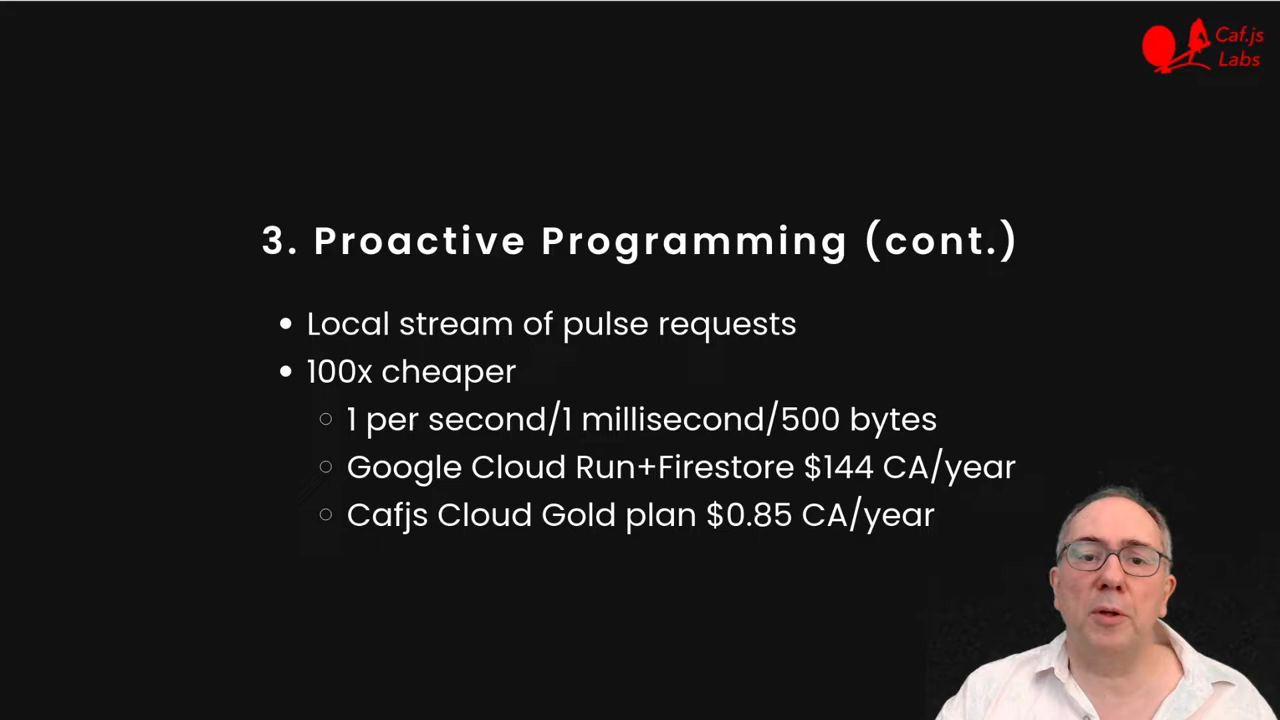 Caf.js
Labs
3. Proactive Programming (cont.)
• Local stream of pulse requests
• 100x cheaper
○ 1 per second/1 millisecond/500 bytes
○ Google Cloud Run+Firestore $144 CA/year
○ Cafjs Cloud Gold plan $0.85 CA/year